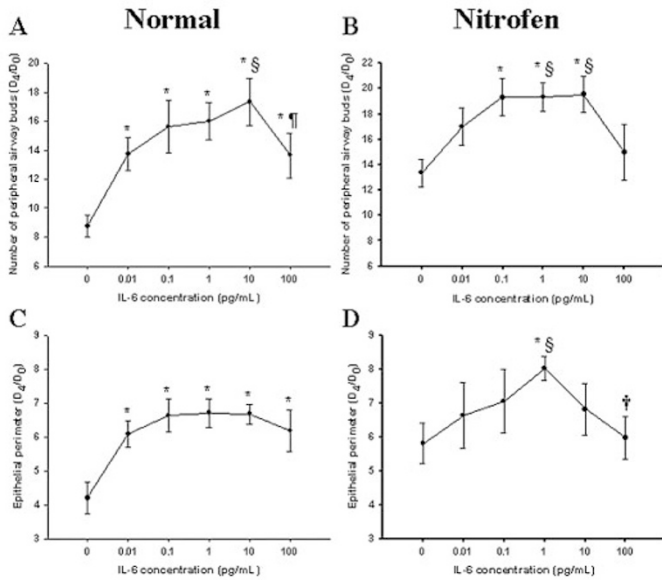 Normal
Nitrofen
A
Number of peripheral airway buds (D4/D0)
20
18
16
14
12
10
8
6
* * * * *§ *¶
0 0.01 0.1 1 10 100
IL-6 concentration (pg/mL)
B
Number of peripheral airway buds (D4/D0)
22
20
18
16
14
12
10
8
6
* *§ *§
0 0.01 0.1 1 10 100
IL-6 concentration (pg/mL)
C
Epithelial perimeter (D4/D0)
9
8
7
6
5
4
3
* * * * *
0 0.01 0.1 1 10 100
IL-6 concentration (pg/mL)
D
Epithelial perimeter (D4/D0)
9
8
7
6
5
4
3
*§ †
0 0.01 0.1 1 10 100
IL-6 concentration (pg/mL)